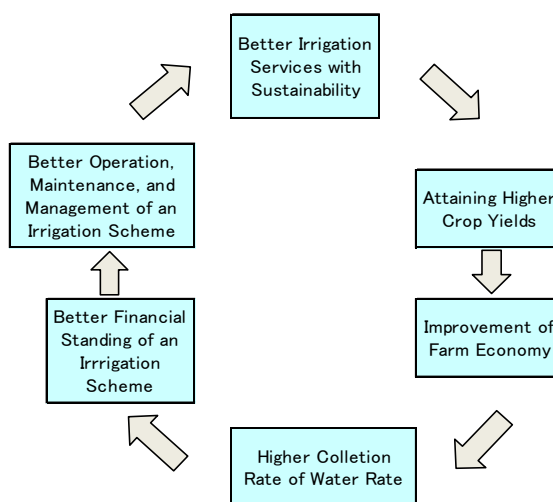 Better Irrigation
Services with
Sustainability
Attaining Higher
Crop Yields
Improvement of
Farm Economy
Higher Colletion
Rate of Water Rate
Better Financial
Standing of an
Irrrigation
Scheme
Better Operation,
Maintenance, and
Management of an
Irrigation Scheme